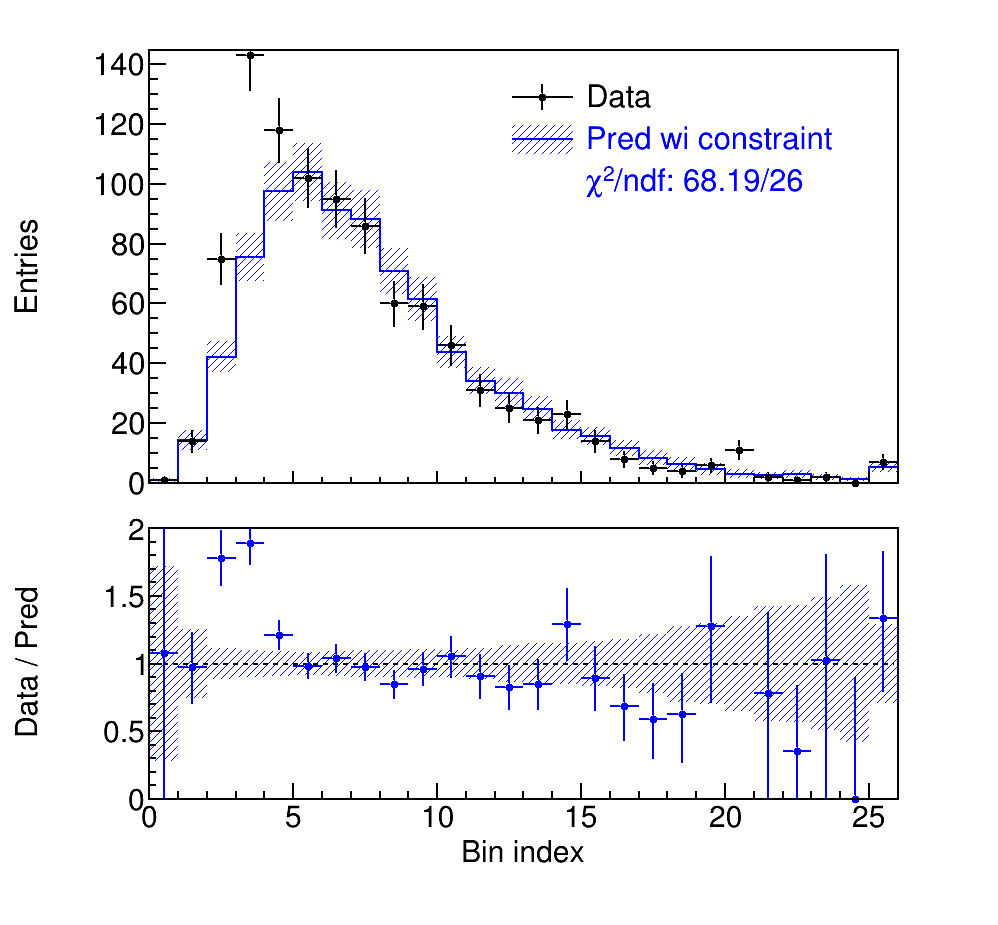 Entries
140
120
100
80
60
40
20
0
Data
Pred wi constraint
χ²/ndf: 68.19/26
Data / Pred
2
1.5
1
0.5
0
0 5 10 15 20 25
Bin index